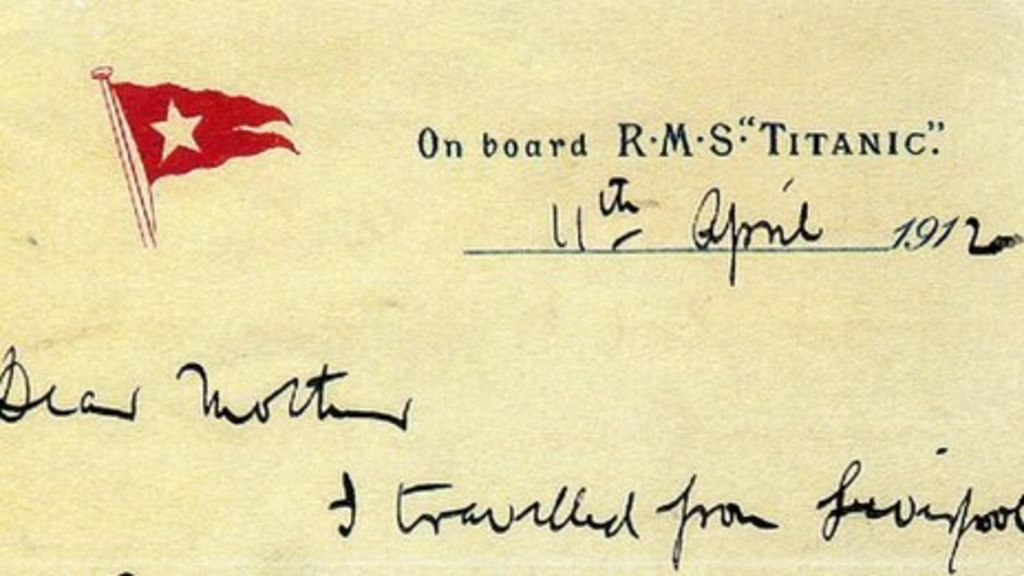 On board R·M·S·"TITANIC".
11th April 1912
Dear Mother
I travelled from Liverpool